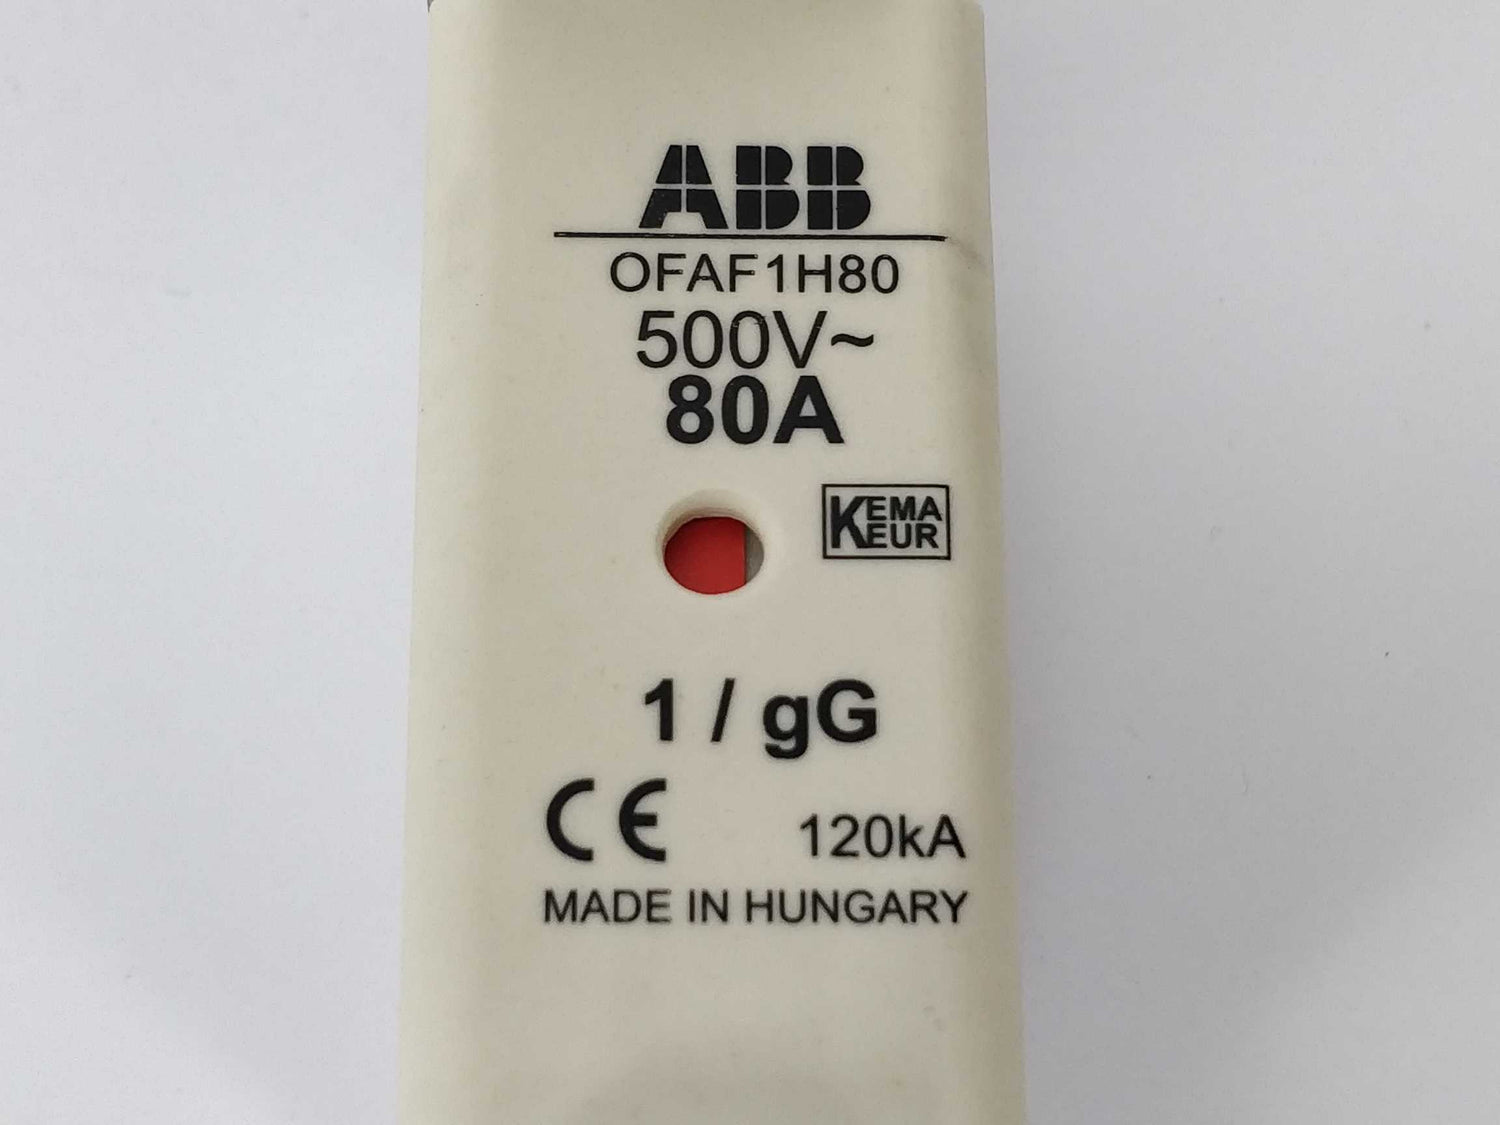 ABB
OFAF1H80
500V~
80A
KEMA
KEUR
1 / gG
CE
120kA
MADE IN HUNGARY